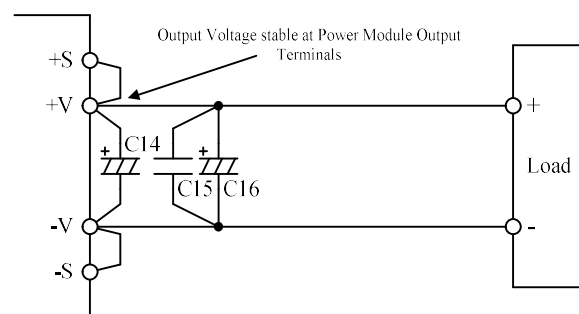 Output Voltage stable at Power Module Output
Terminals
+S
+V
+
C14
+
C15
C16
+
Load
-V
-
-S